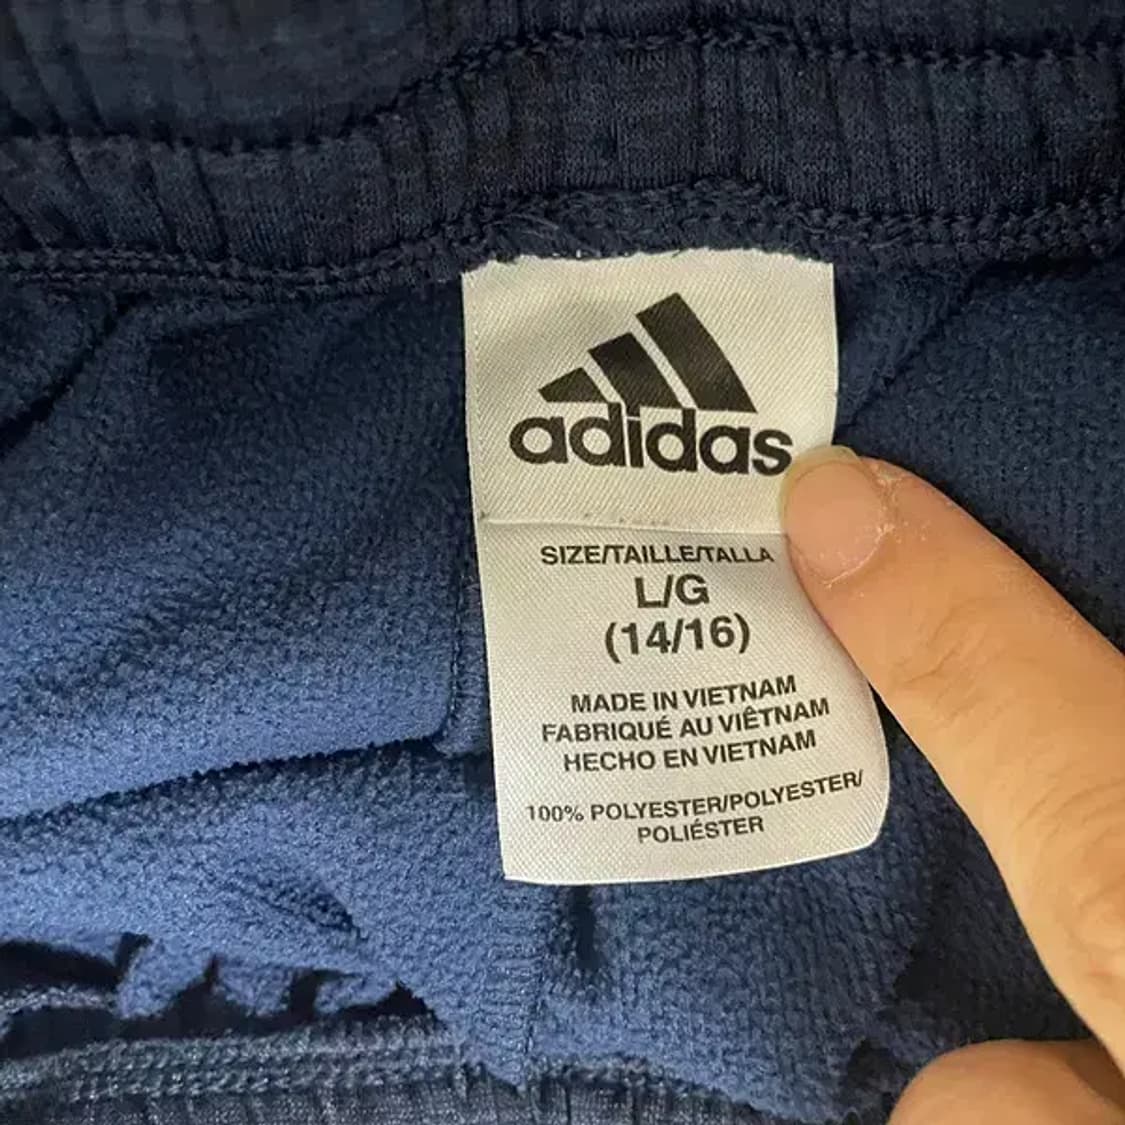 adidas
SIZE/TAILLE/TALLA
L/G
(14/16)
MADE IN VIETNAM
FABRIQUÉ AU VIÊTNAM
HECHO EN VIETNAM
100% POLYESTER/POLYESTER/
POLIÉSTER